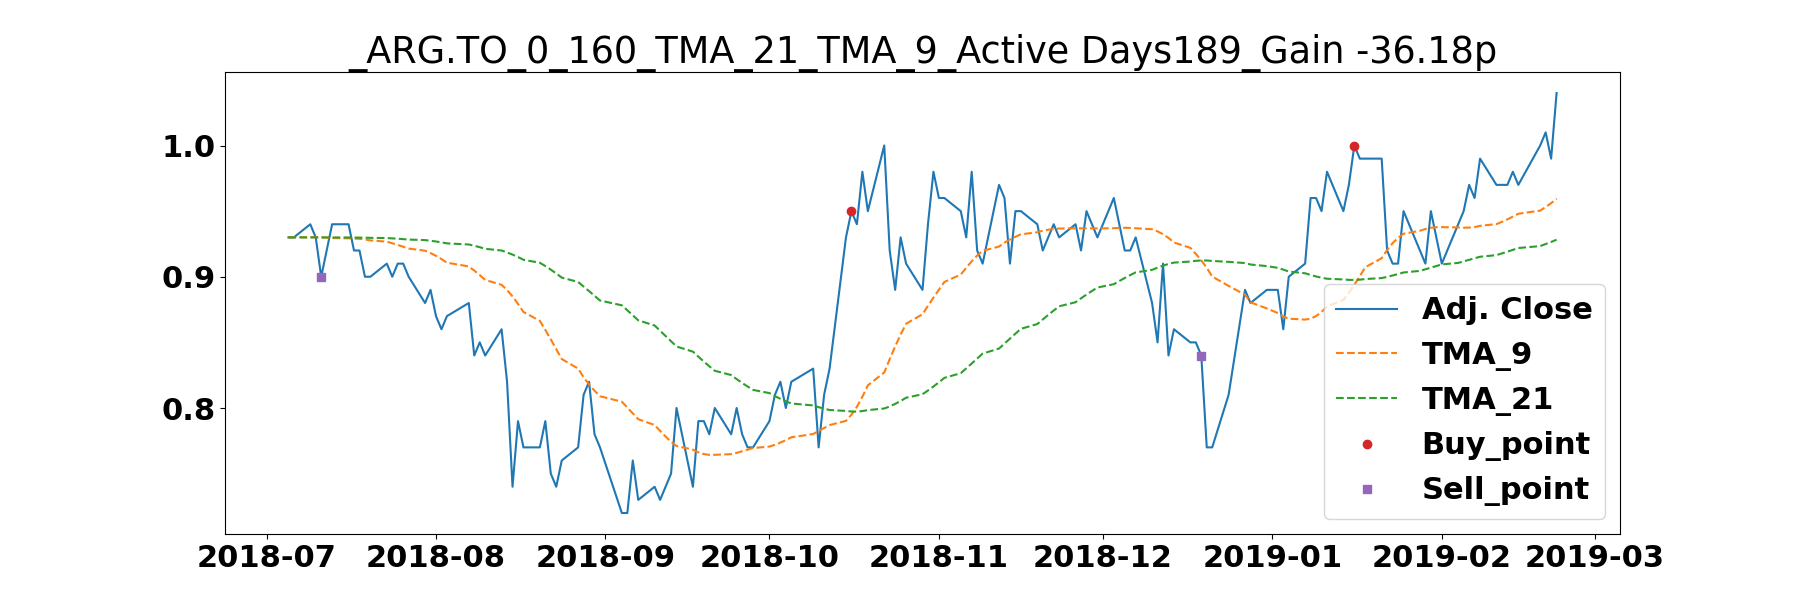 _ARG.TO_0_160_TMA_21_TMA_9_Active Days189_Gain -36.18p
1.0
0.9
0.8
Adj. Close
TMA_9
TMA_21
Buy_point
Sell_point
2018-07 2018-08 2018-09 2018-10 2018-11 2018-12 2019-01 2019-02 2019-03